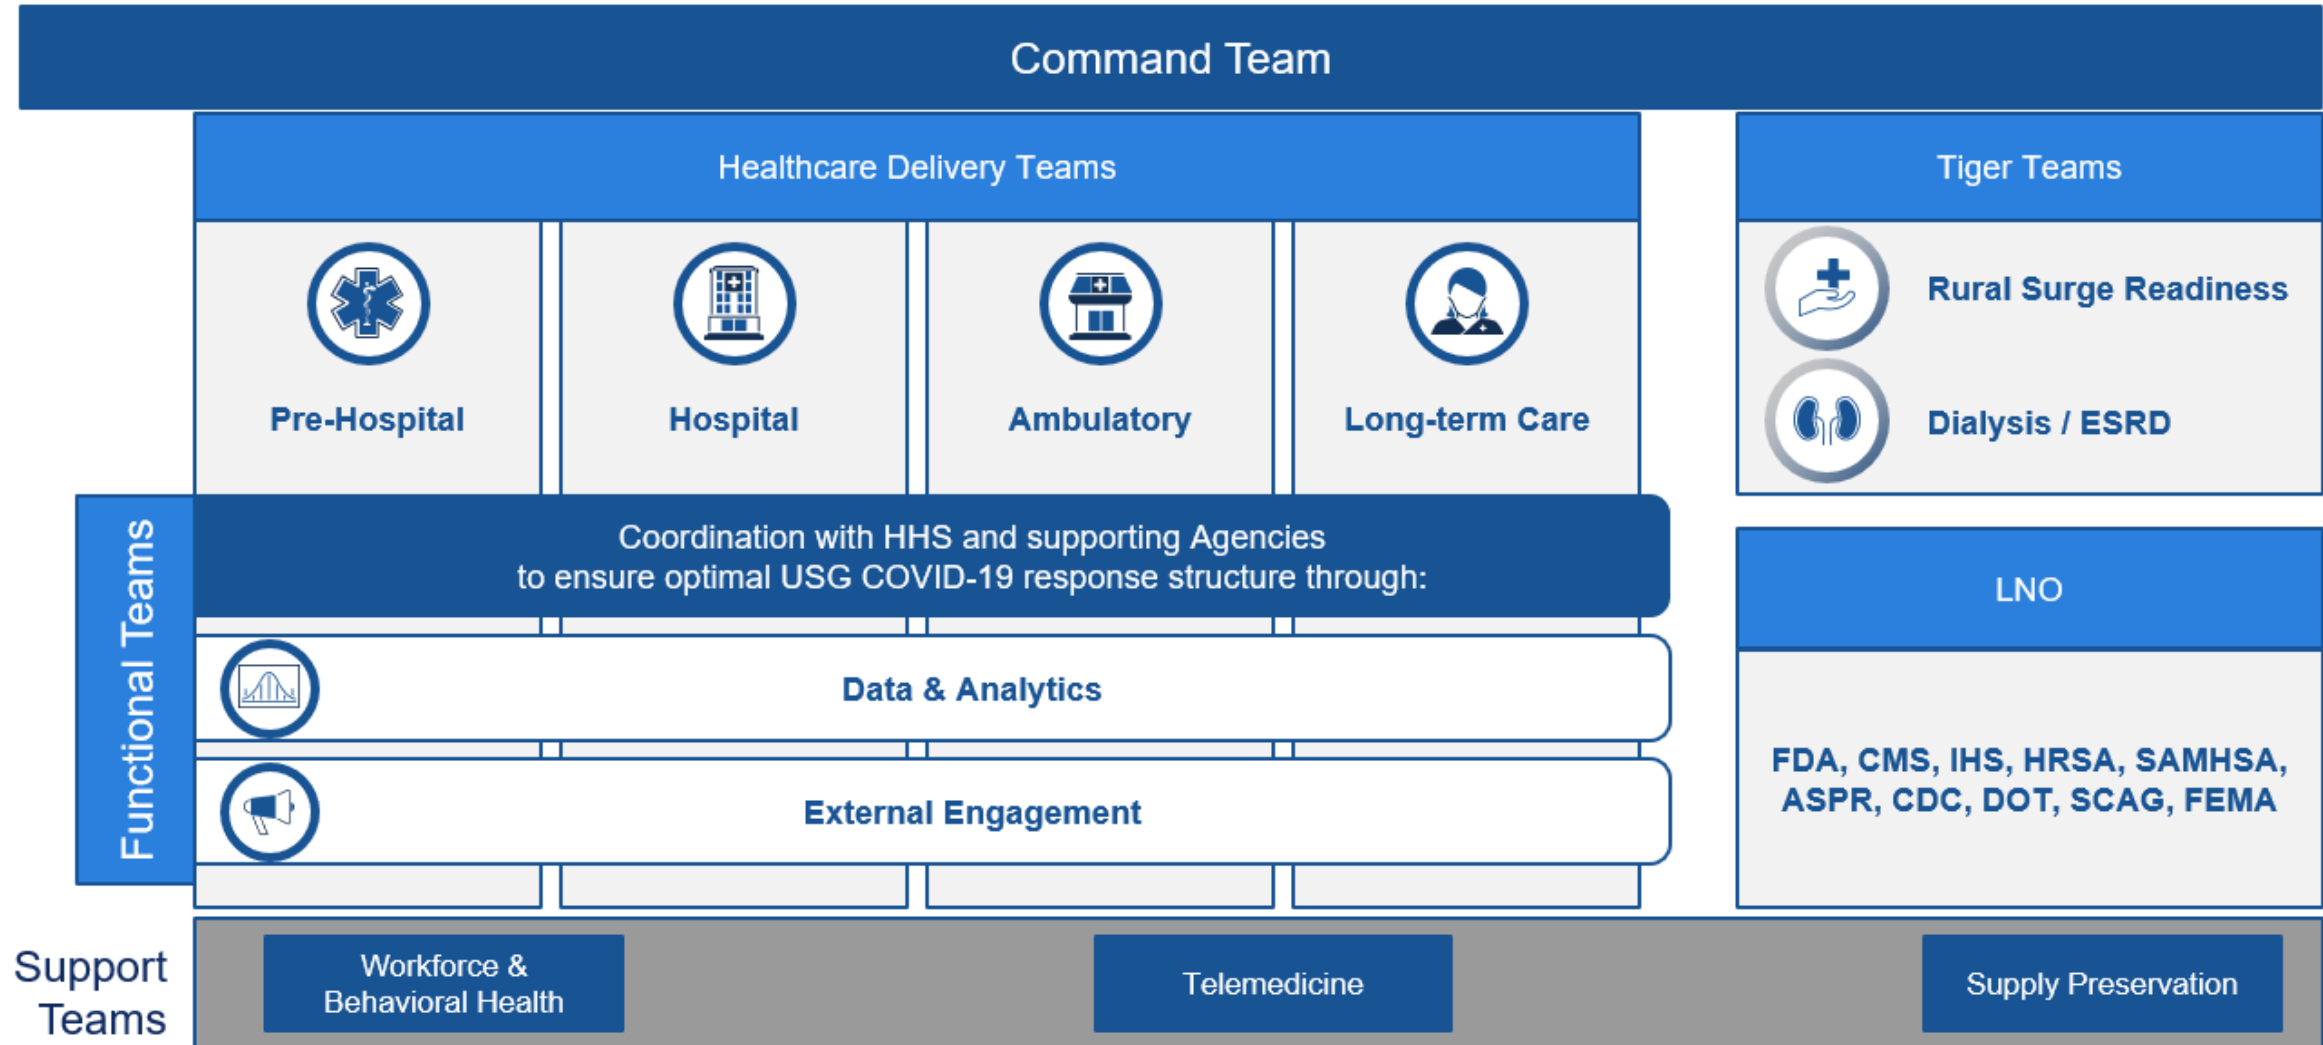 Command Team
Healthcare Delivery Teams
Tiger Teams
Pre-Hospital
Hospital
Ambulatory
Long-term Care
Rural Surge Readiness
Dialysis / ESRD
Functional Teams
Coordination with HHS and supporting Agencies
to ensure optimal USG COVID-19 response structure through:
Data & Analytics
External Engagement
LNO
FDA, CMS, IHS, HRSA, SAMHSA,
ASPR, CDC, DOT, SCAG, FEMA
Support
Teams
Workforce &
Behavioral Health
Telemedicine
Supply Preservation